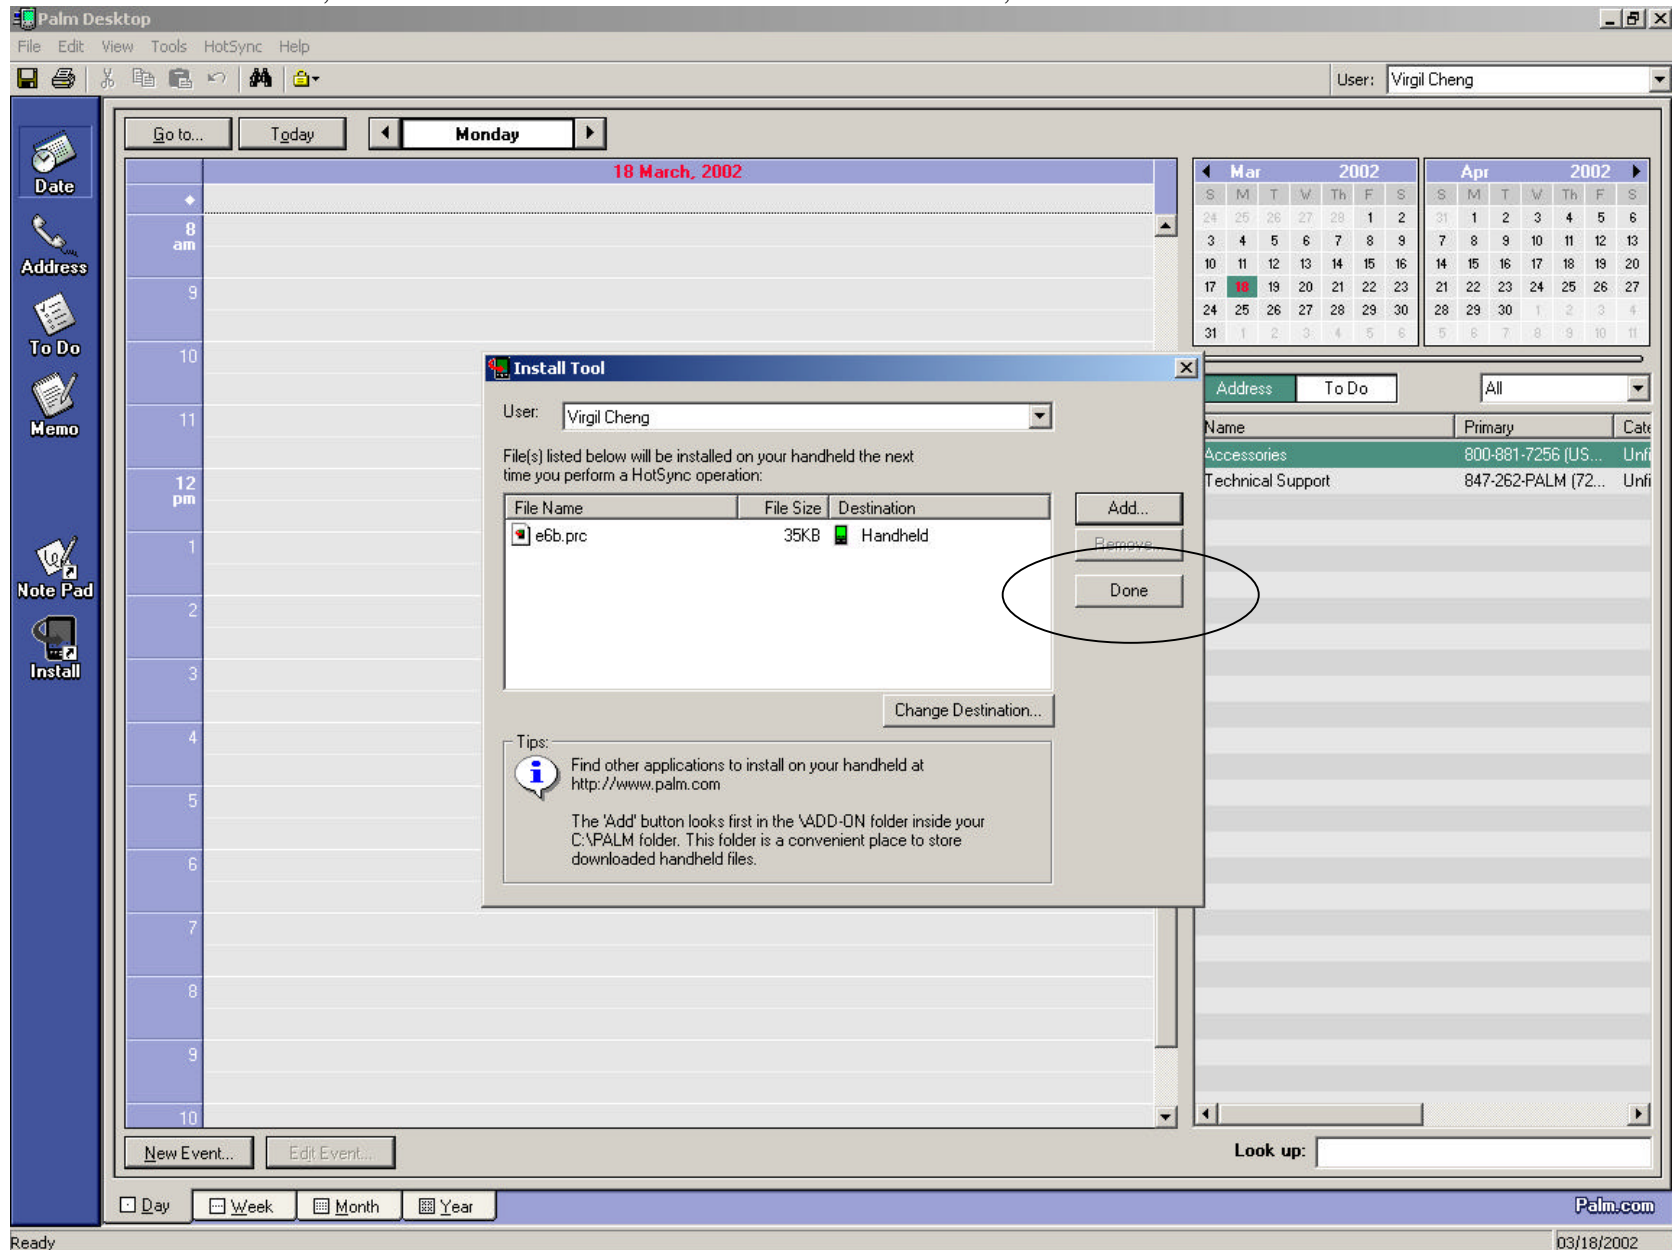 Palm Desktop
File Edit View Tools HotSync Help
User: Virgil Cheng
Date
Address
To Do
Memo
Note Pad
Install
Go to... Today Monday
18 March, 2002
8 am
9
10
11
12 pm
1
2
3
4
5
6
7
8
9
10
New Event... Edit Event...
Day Week Month Year
Mar 2002
S M T W Th F S
24 25 26 27 28 1 2
3 4 5 6 7 8 9
10 11 12 13 14 15 16
17 18 19 20 21 22 23
24 25 26 27 28 29 30
31 1 2 3 4 5 6
Apr 2002
S M T W Th F S
31 1 2 3 4 5 6
7 8 9 10 11 12 13
14 15 16 17 18 19 20
21 22 23 24 25 26 27
28 29 30 1 2 3 4
5 6 7 8 9 10 11
Address To Do All
Name Primary Cate
Accessories 800-881-7256 (US... Unfi
Technical Support 847-262-PALM (72... Unfi
Look up:
Install Tool
User: Virgil Cheng
File(s) listed below will be installed on your handheld the next
time you perform a HotSync operation:
File Name File Size Destination
e6b.prc 35KB Handheld
Add...
Remove...
Done
Change Destination...
Tips:
Find other applications to install on your handheld at
http://www.palm.com
The 'Add' button looks first in the \ADD-ON folder inside your
C:\PALM folder. This folder is a convenient place to store
downloaded handheld files.
Palm.com
Ready 03/18/2002